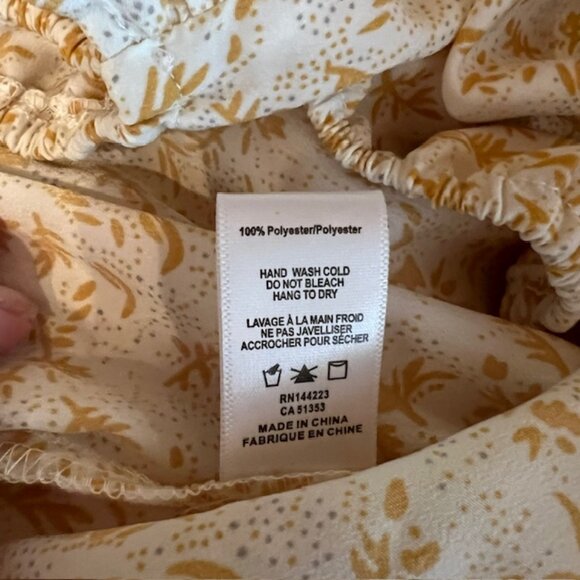 100% Polyester/Polyester
HAND WASH COLD
DO NOT BLEACH
HANG TO DRY
LAVAGE À LA MAIN FROID
NE PAS JAVELLISER
ACCROCHER POUR SÉCHER
RN144223
CA 51353
MADE IN CHINA
FABRIQUE EN CHINE